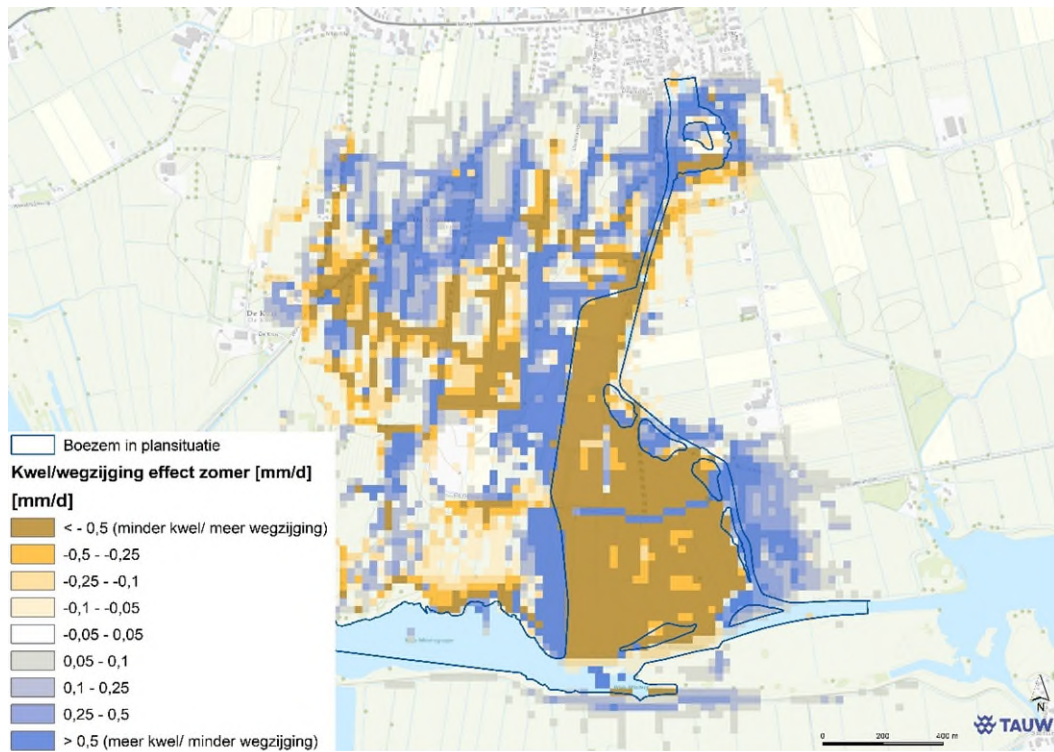 Boezem in plansituatie
Kwel/wegzijging effect zomer [mm/d]
[mm/d]
< - 0,5 (minder kwel/ meer wegzijging)
-0,5 - -0,25
-0,25 - -0,1
-0,1 - -0,05
-0,05 - 0,05
0,05 - 0,1
0,1 - 0,25
0,25 - 0,5
> 0,5 (meer kwel/ minder wegzijging)
N
TAUW
0 200 400 m